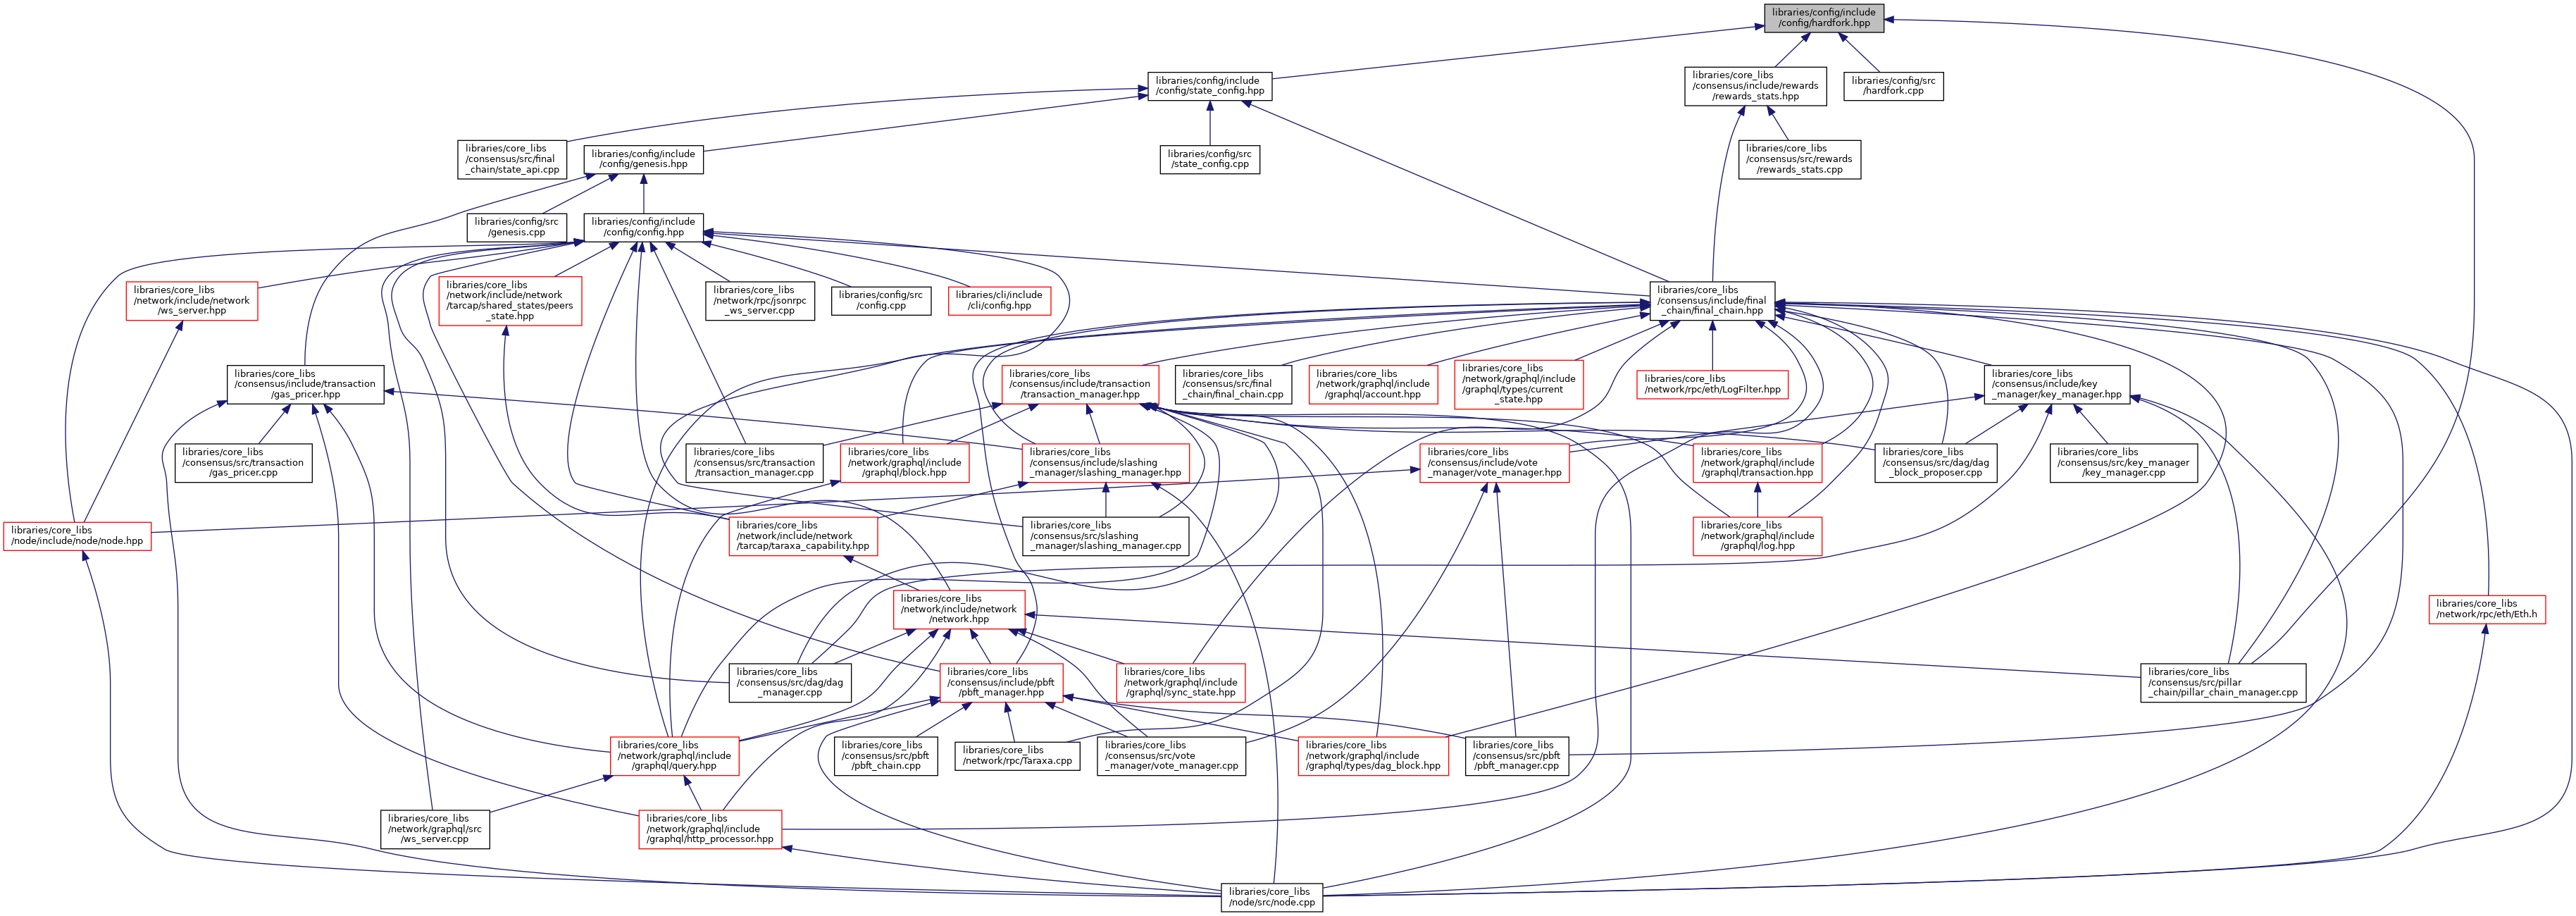 libraries/config/include
/config/hardfork.hpp
libraries/config/include
/config/state_config.hpp
libraries/core_libs
/consensus/include/rewards
/rewards_stats.hpp
libraries/config/src
/hardfork.cpp
libraries/core_libs
/consensus/src/final
_chain/state_api.cpp
libraries/config/include
/config/genesis.hpp
libraries/config/src
/state_config.cpp
libraries/core_libs
/consensus/src/rewards
/rewards_stats.cpp
libraries/config/src
/genesis.cpp
libraries/config/include
/config/config.hpp
libraries/core_libs
/network/include/network
/ws_server.hpp
libraries/core_libs
/network/include/network
/tarcap/shared_states/peers
_state.hpp
libraries/core_libs
/network/rpc/jsonrpc
_ws_server.cpp
libraries/config/src
/config.cpp
libraries/cli/include
/cli/config.hpp
libraries/core_libs
/consensus/include/final
_chain/final_chain.hpp
libraries/core_libs
/consensus/include/transaction
/gas_pricer.hpp
libraries/core_libs
/consensus/include/transaction
/transaction_manager.hpp
libraries/core_libs
/consensus/src/final
_chain/final_chain.cpp
libraries/core_libs
/network/graphql/include
/graphql/account.hpp
libraries/core_libs
/network/graphql/include
/graphql/types/current
_state.hpp
libraries/core_libs
/network/rpc/eth/LogFilter.hpp
libraries/core_libs
/consensus/include/key
_manager/key_manager.hpp
libraries/core_libs
/consensus/src/transaction
/gas_pricer.cpp
libraries/core_libs
/consensus/src/transaction
/transaction_manager.cpp
libraries/core_libs
/network/graphql/include
/graphql/block.hpp
libraries/core_libs
/consensus/include/slashing
_manager/slashing_manager.hpp
libraries/core_libs
/consensus/include/vote
_manager/vote_manager.hpp
libraries/core_libs
/network/graphql/include
/graphql/transaction.hpp
libraries/core_libs
/consensus/src/dag/dag
_block_proposer.cpp
libraries/core_libs
/consensus/src/key_manager
/key_manager.cpp
libraries/core_libs
/node/include/node/node.hpp
libraries/core_libs
/network/include/network
/tarcap/taraxa_capability.hpp
libraries/core_libs
/consensus/src/slashing
_manager/slashing_manager.cpp
libraries/core_libs
/network/graphql/include
/graphql/log.hpp
libraries/core_libs
/network/include/network
/network.hpp
libraries/core_libs
/network/rpc/eth/Eth.h
libraries/core_libs
/consensus/src/dag/dag
_manager.cpp
libraries/core_libs
/consensus/include/pbft
/pbft_manager.hpp
libraries/core_libs
/network/graphql/include
/graphql/sync_state.hpp
libraries/core_libs
/consensus/src/pillar
_chain/pillar_chain_manager.cpp
libraries/core_libs
/network/graphql/include
/graphql/query.hpp
libraries/core_libs
/consensus/src/pbft
/pbft_chain.cpp
libraries/core_libs
/network/rpc/Taraxa.cpp
libraries/core_libs
/consensus/src/vote
_manager/vote_manager.cpp
libraries/core_libs
/network/graphql/include
/graphql/types/dag_block.hpp
libraries/core_libs
/consensus/src/pbft
/pbft_manager.cpp
libraries/core_libs
/network/graphql/src
/ws_server.cpp
libraries/core_libs
/network/graphql/include
/graphql/http_processor.hpp
libraries/core_libs
/node/src/node.cpp